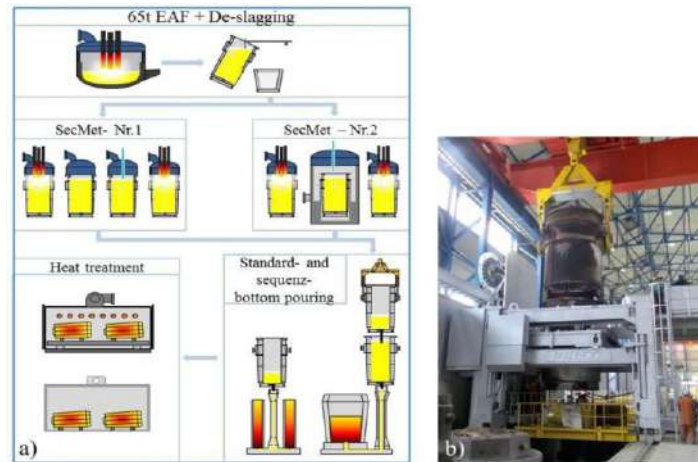 65t EAF + De-slagging
SecMet- Nr.1
SecMet – Nr.2
Heat treatment
Standard- and
sequenz-
bottom pouring
a)
b)